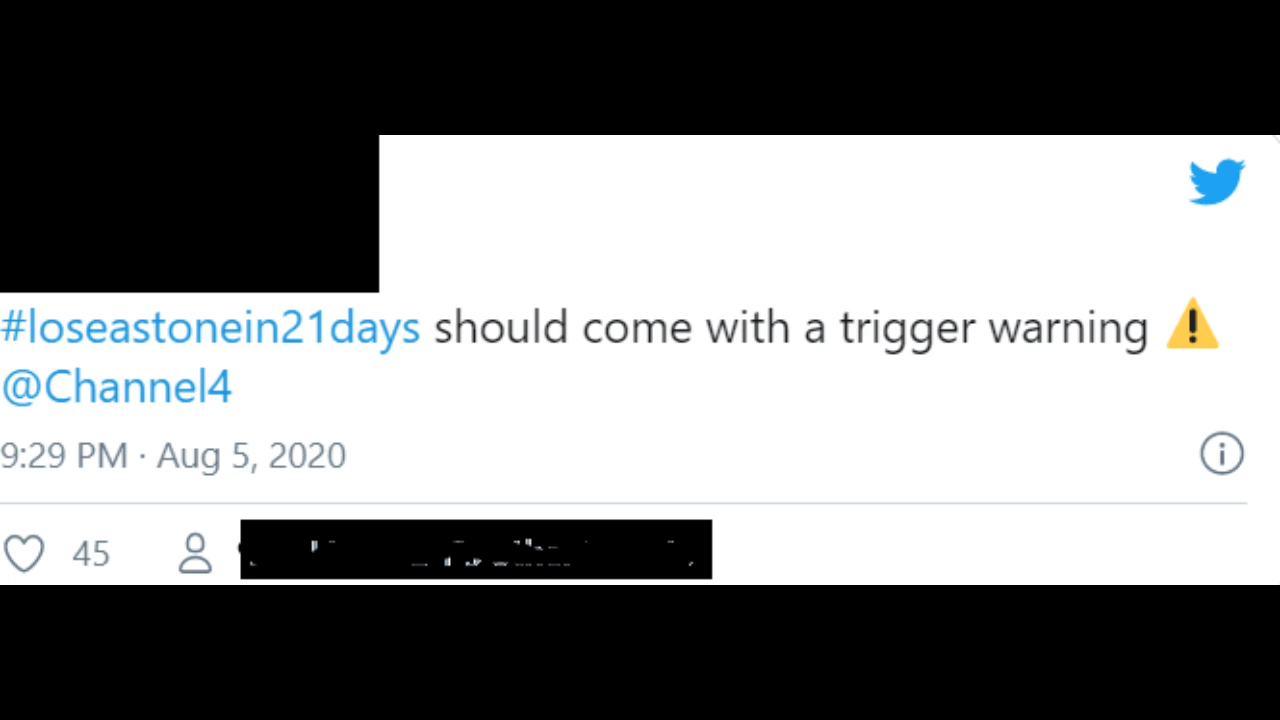 #loseastonein21days should come with a trigger warning ⚠️
@Channel4
9:29 PM · Aug 5, 2020
45